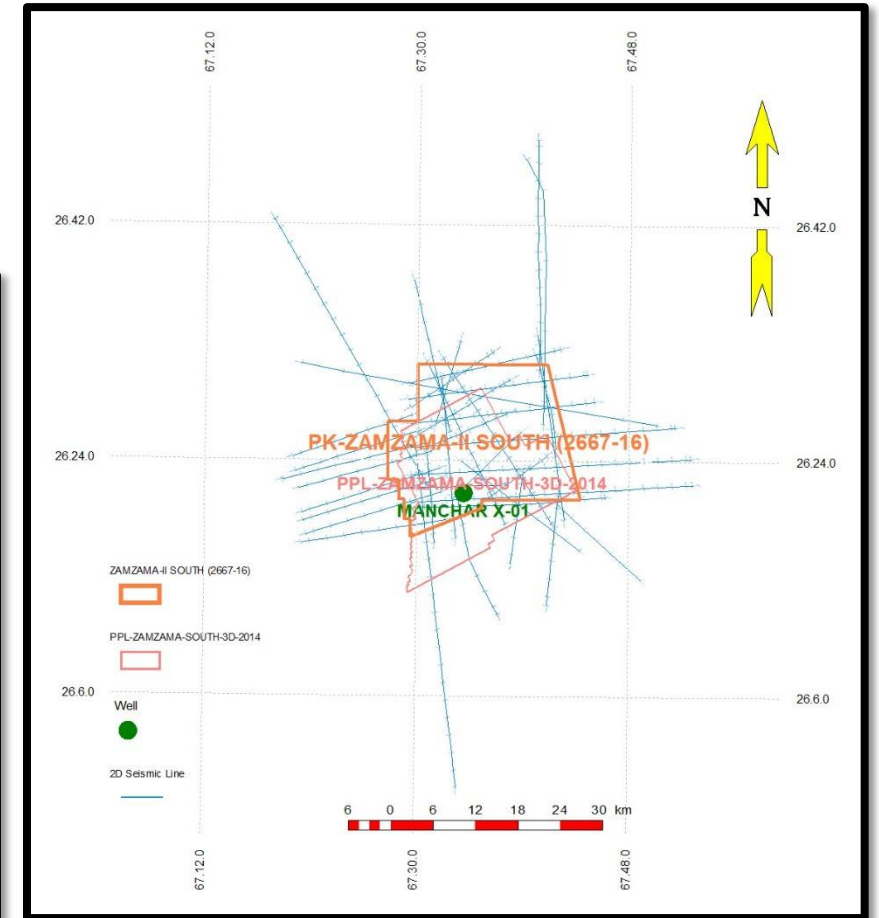 67.12.0
67.30.0
67.48.0
N
26.42.0
26.42.0
PK-ZAMZAMA-II SOUTH (2667-16)
26.24.0
26.24.0
PPL-ZAMZAMA-SOUTH-3D-2014
MANCHAR X-01
ZAMZAMA-II SOUTH (2667-16)
PPL-ZAMZAMA-SOUTH-3D-2014
26.6.0
26.6.0
Well
2D Seismic Line
6 0 6 12 18 24 30 km
67.12.0
67.30.0
67.48.0